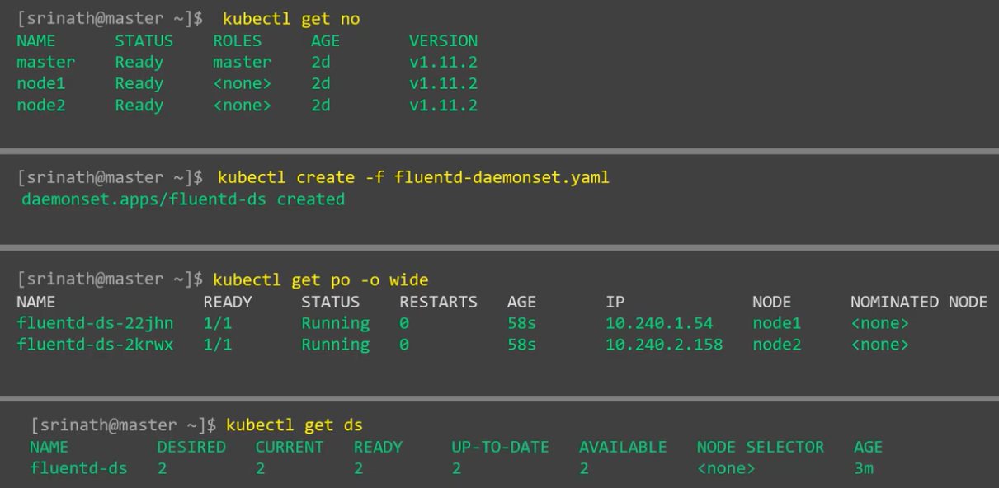 [srinath@master ~]$ kubectl get no
NAME STATUS ROLES AGE VERSION
master Ready master 2d v1.11.2
node1 Ready <none> 2d v1.11.2
node2 Ready <none> 2d v1.11.2
[srinath@master ~]$ kubectl create -f fluentd-daemonset.yaml
daemonset.apps/fluentd-ds created
[srinath@master ~]$ kubectl get po -o wide
NAME READY STATUS RESTARTS AGE IP NODE NOMINATED NODE
fluentd-ds-22jhn 1/1 Running 0 58s 10.240.1.54 node1 <none>
fluentd-ds-2krwx 1/1 Running 0 58s 10.240.2.158 node2 <none>
[srinath@master ~]$ kubectl get ds
NAME DESIRED CURRENT READY UP-TO-DATE AVAILABLE NODE SELECTOR AGE
fluentd-ds 2 2 2 2 2 <none> 3m